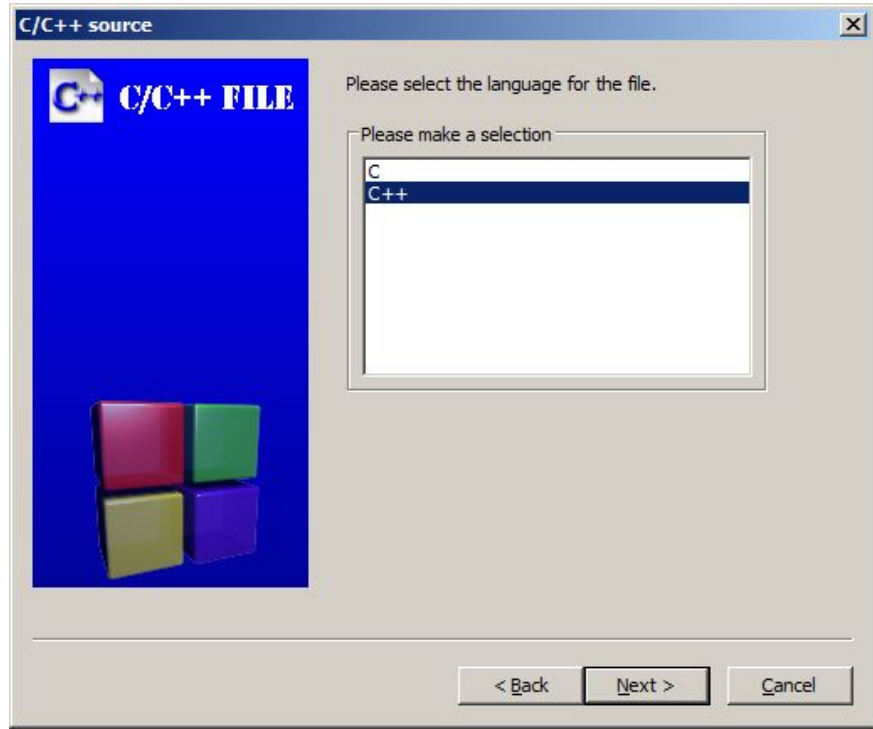 C/C++ source
C++ C/C++ FILE
Please select the language for the file.
Please make a selection
C
C++
< Back Next > Cancel